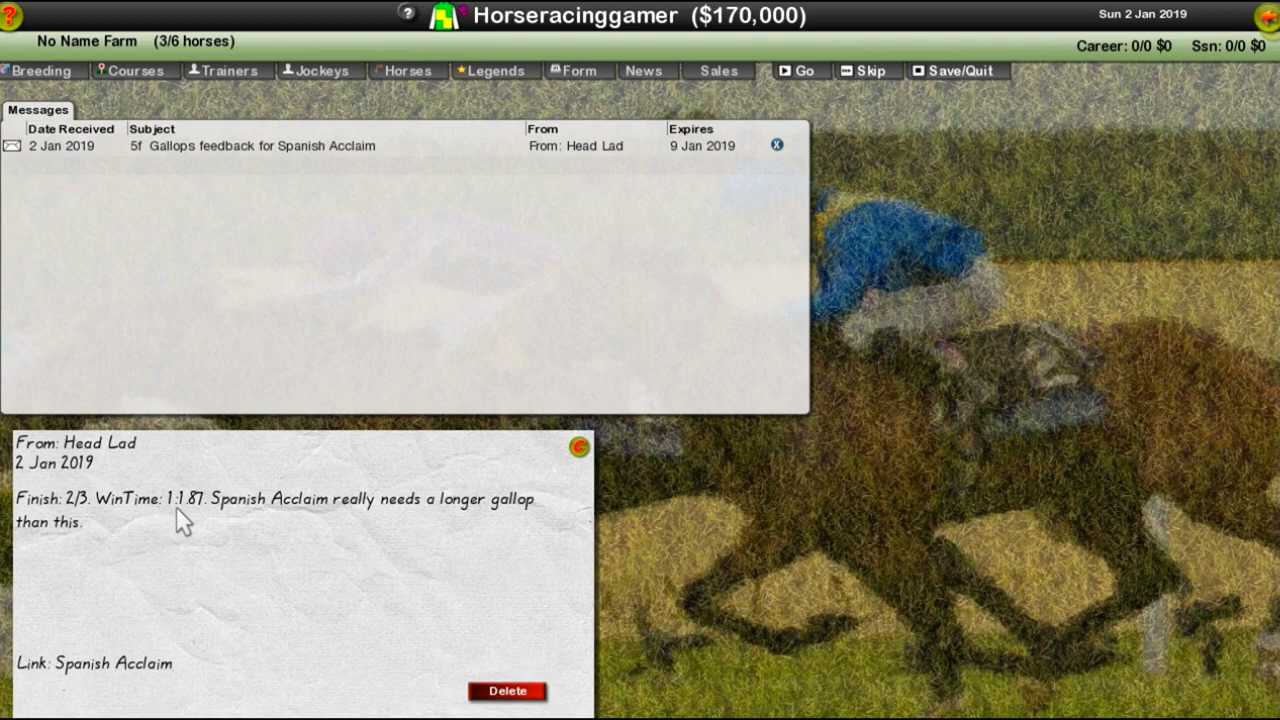 ?
?
Horseracinggamer ($170,000)
Sun 2 Jan 2019
No Name Farm (3/6 horses)
Career: 0/0 $0 Ssn: 0/0 $0
Breeding Courses Trainers Jockeys Horses Legends Form News Sales Go Skip Save/Quit
Messages
Date Received Subject From Expires
2 Jan 2019 5f Gallops feedback for Spanish Acclaim From: Head Lad 9 Jan 2019 X
From: Head Lad
2 Jan 2019
Finish: 2/3. WinTime: 1:1.87. Spanish Acclaim really needs a longer gallop
than this.
Link: Spanish Acclaim
Delete